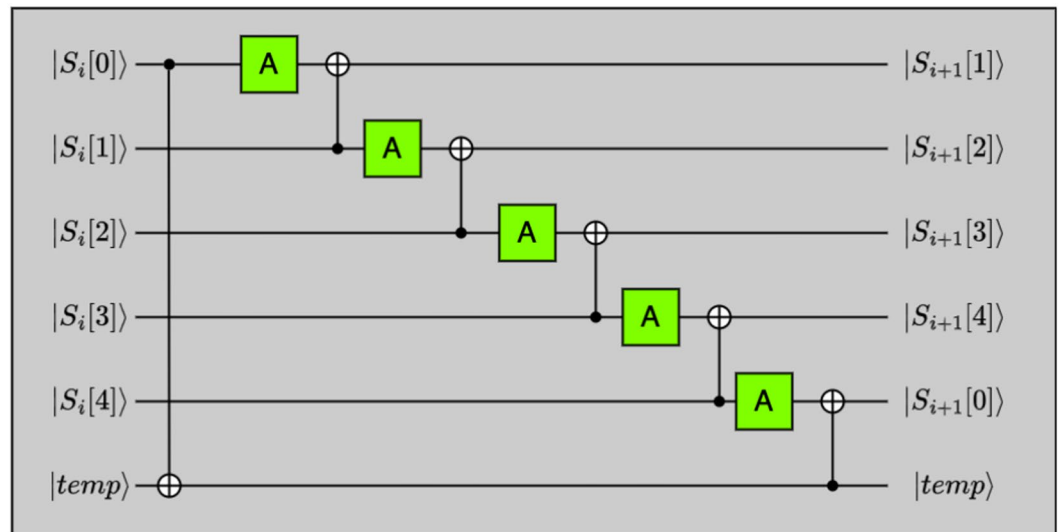 |S_i[0]⟩ A |S_{i+1}[1]⟩
|S_i[1]⟩ A |S_{i+1}[2]⟩
|S_i[2]⟩ A |S_{i+1}[3]⟩
|S_i[3]⟩ A |S_{i+1}[4]⟩
|S_i[4]⟩ A |S_{i+1}[0]⟩
|temp⟩ |temp⟩